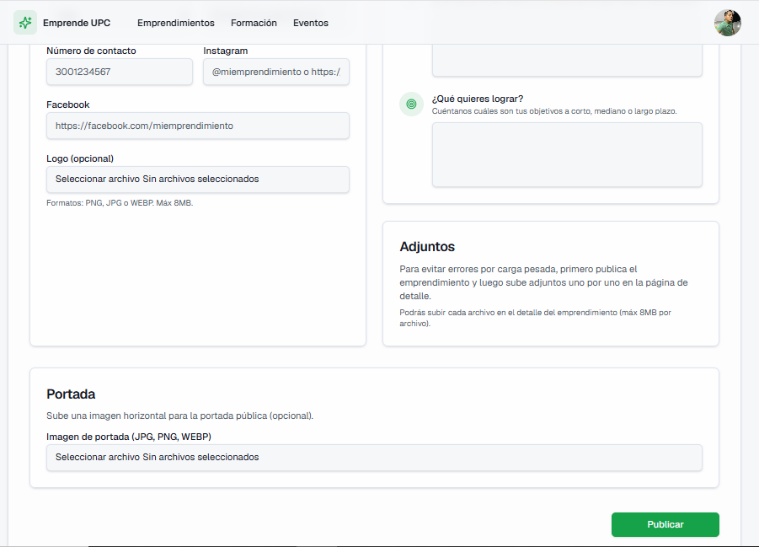 Emprende UPC
Emprendimientos
Formación
Eventos
Número de contacto
Instagram
3001234567
@miemprendimiento o https:/
Facebook
https://facebook.com/miemprendimiento
Logo (opcional)
Seleccionar archivo Sin archivos seleccionados
Formatos: PNG, JPG o WEBP. Máx 8MB.
¿Qué quieres lograr?
Cuéntanos cuáles son tus objetivos a corto, mediano o largo plazo.
Adjuntos
Para evitar errores por carga pesada, primero publica el
emprendimiento y luego sube adjuntos uno por uno en la página de
detalle.
Podrás subir cada archivo en el detalle del emprendimiento (máx 8MB por
archivo).
Portada
Sube una imagen horizontal para la portada pública (opcional).
Imagen de portada (JPG, PNG, WEBP)
Seleccionar archivo Sin archivos seleccionados
Publicar